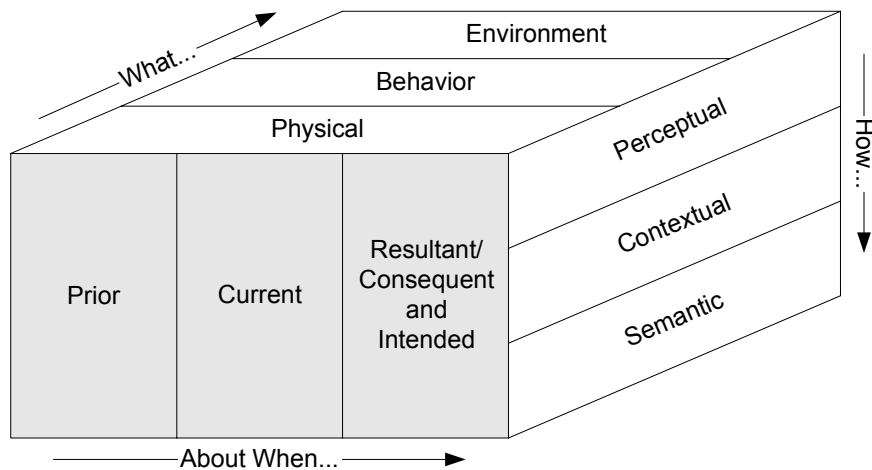 Environment
What...
Behavior
Physical
Perceptual
How...
Contextual
Semantic
Prior
Current
Resultant/
Consequent
and
Intended
About When...